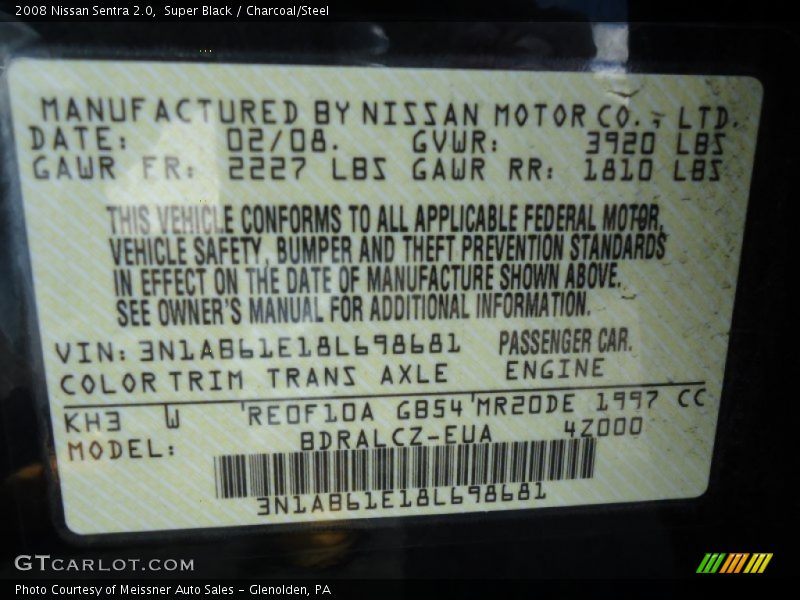 2008 Nissan Sentra 2.0,  Super Black / Charcoal/Steel
MANUFACTURED BY NISSAN MOTOR CO., LTD.
DATE: 02/08. GVWR: 3920 LBS
GAWR FR: 2227 LBS GAWR RR: 1810 LBS
THIS VEHICLE CONFORMS TO ALL APPLICABLE FEDERAL MOTOR,
VEHICLE SAFETY, BUMPER AND THEFT PREVENTION STANDARDS
IN EFFECT ON THE DATE OF MANUFACTURE SHOWN ABOVE.
SEE OWNER'S MANUAL FOR ADDITIONAL INFORMATION.
VIN: 3N1AB61E18L698681 PASSENGER CAR.
COLOR TRIM TRANS AXLE ENGINE
KH3 W 'RE0F10A GB54'MR20DE 1997 CC
MODEL: BDRALCZ-EUA 4Z000
3N1AB61E18L698681
GTCARLOT.COM
Photo Courtesy of Meissner Auto Sales - Glenolden, PA